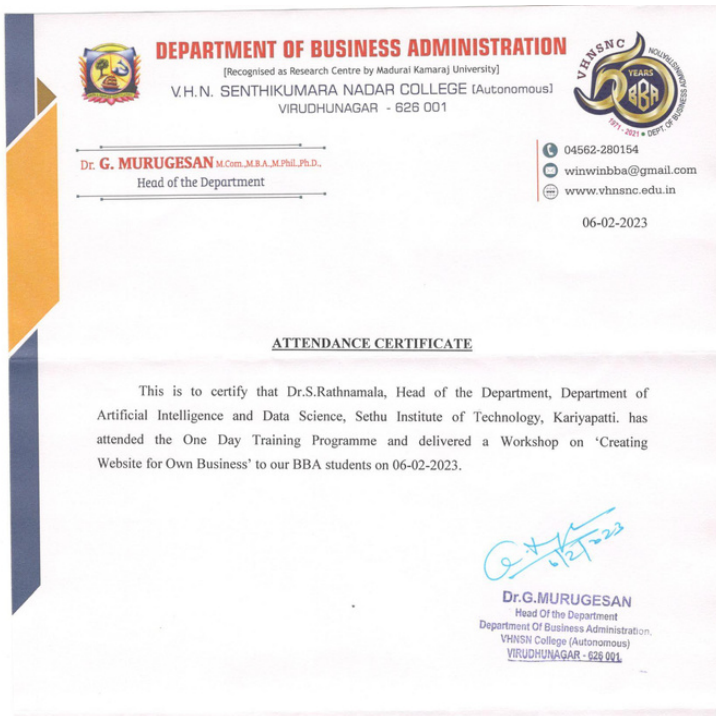 DEPARTMENT OF BUSINESS ADMINISTRATION
[Recognised as Research Centre by Madurai Kamaraj University]
V.H.N. SENTHIKUMARA NADAR COLLEGE (Autonomous)
VIRUDHUNAGAR - 626 001
VHNSNC
50 YEARS
BBA
1971 - 2021 • DEPT. OF BUSINESS ADMINISTRATION
Dr. G. MURUGESAN M.Com.,M.B.A.,M.Phil.,Ph.D.,
Head of the Department
04562-280154
winwinbba@gmail.com
www.vhnsnc.edu.in
06-02-2023
ATTENDANCE CERTIFICATE
This is to certify that Dr.S.Rathnamala, Head of the Department, Department of
Artificial Intelligence and Data Science, Sethu Institute of Technology, Kariyapatti. has
attended the One Day Training Programme and delivered a Workshop on ‘Creating
Website for Own Business’ to our BBA students on 06-02-2023.
6/2/2023
Dr.G.MURUGESAN
Head Of the Department
Department Of Business Administration,
VHNSN College (Autonomous)
VIRUDHUNAGAR - 626 001.